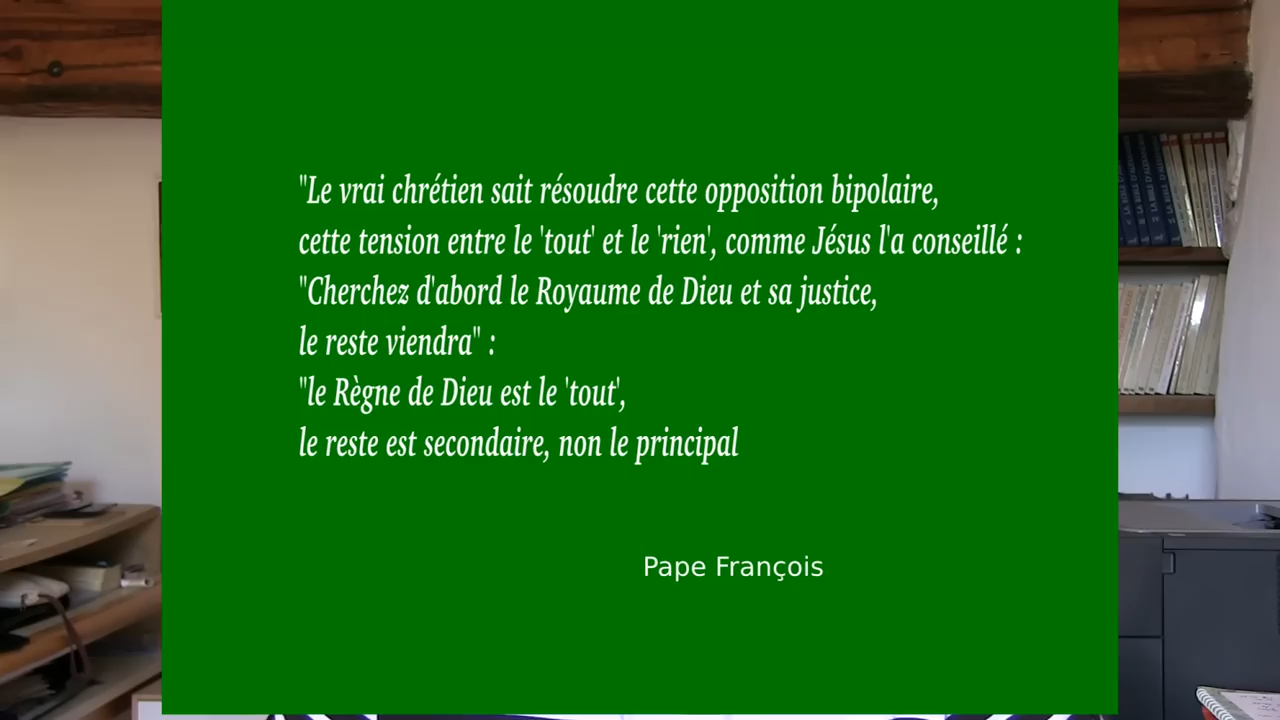 "Le vrai chrétien sait résoudre cette opposition bipolaire,
cette tension entre le 'tout' et le 'rien', comme Jésus l'a conseillé :
"Cherchez d'abord le Royaume de Dieu et sa justice,
le reste viendra" :
"le Règne de Dieu est le 'tout',
le reste est secondaire, non le principal
Pape François